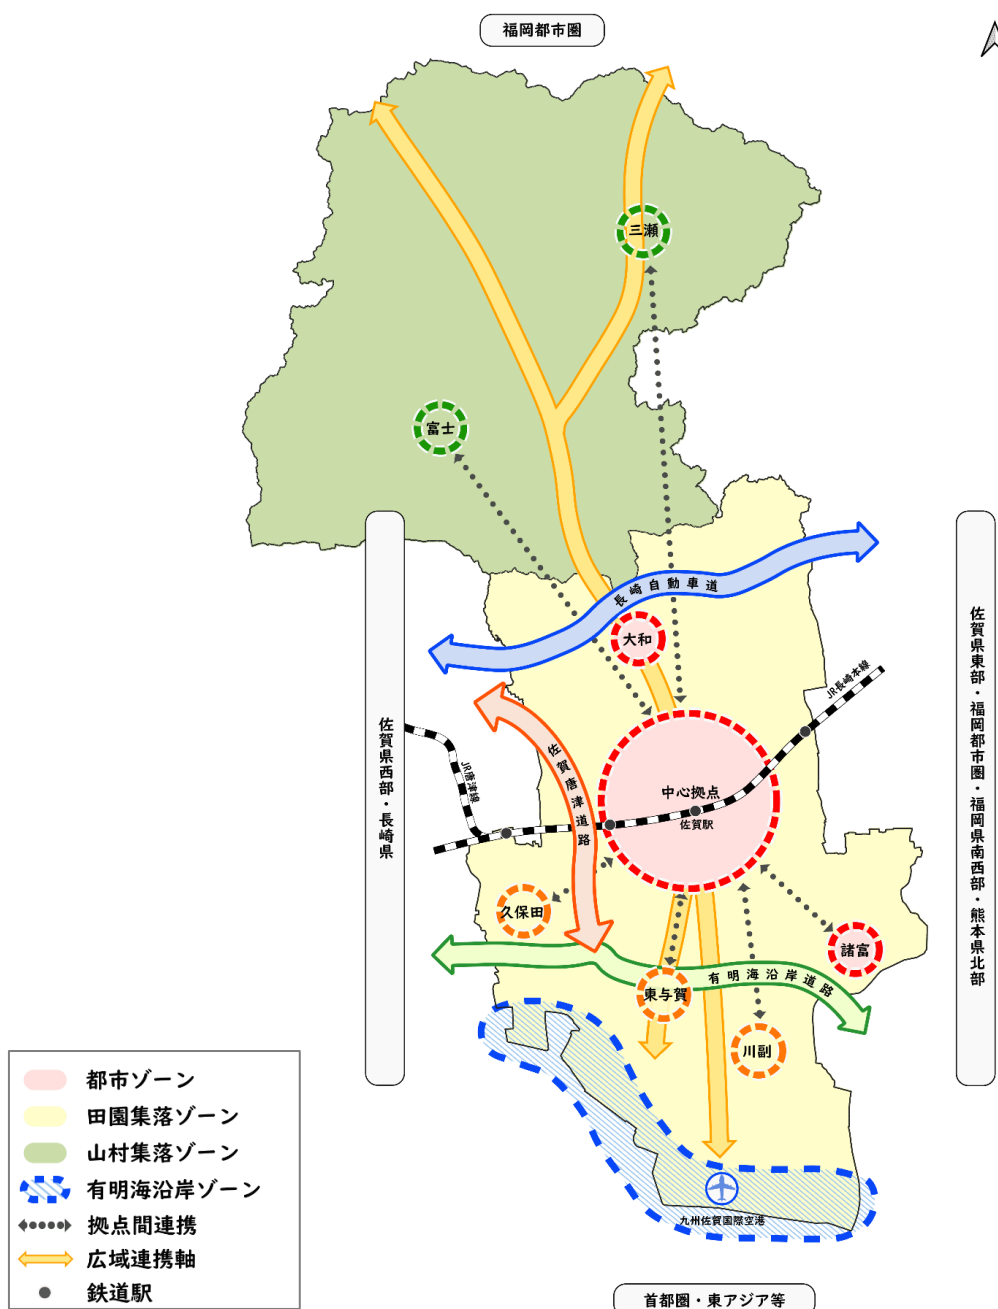 福岡都市圏
三瀬
富士
長崎自動車道
大和
佐賀県西部・長崎県
佐賀県東部・福岡都市圏・福岡県南西部・熊本県北部
JR長崎本線
JR唐津線
佐賀唐津道路
中心拠点
佐賀駅
久保田
諸富
有明海沿岸道路
東与賀
川副
九州佐賀国際空港
都市ゾーン
田園集落ゾーン
山村集落ゾーン
有明海沿岸ゾーン
拠点間連携
広域連携軸
鉄道駅
首都圏・東アジア等